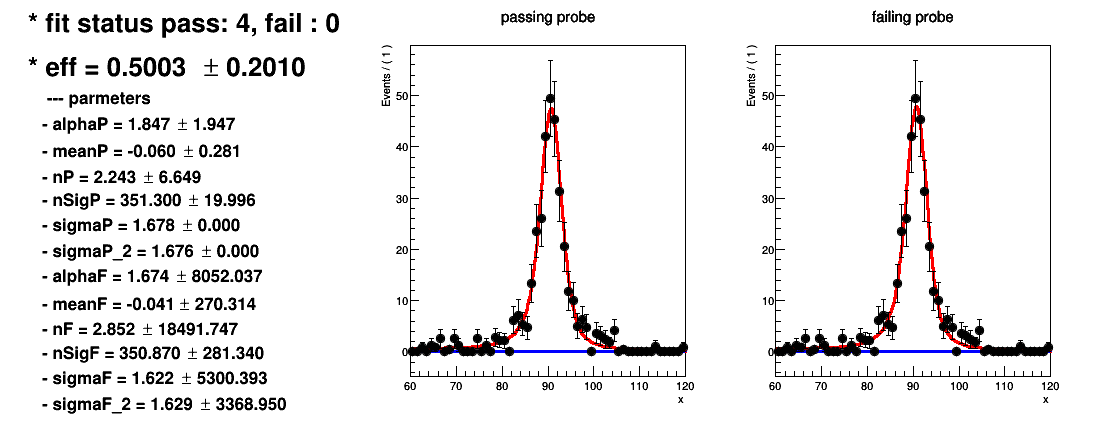 * fit status pass: 4, fail : 0
* eff = 0.5003 ± 0.2010
--- parmeters
- alphaP = 1.847 ± 1.947
- meanP = -0.060 ± 0.281
- nP = 2.243 ± 6.649
- nSigP = 351.300 ± 19.996
- sigmaP = 1.678 ± 0.000
- sigmaP_2 = 1.676 ± 0.000
- alphaF = 1.674 ± 8052.037
- meanF = -0.041 ± 270.314
- nF = 2.852 ± 18491.747
- nSigF = 350.870 ± 281.340
- sigmaF = 1.622 ± 5300.393
- sigmaF_2 = 1.629 ± 3368.950
passing probe
Events / ( 1 )
50
40
30
20
10
0
60 70 80 90 100 110 120
x
failing probe
Events / ( 1 )
50
40
30
20
10
0
60 70 80 90 100 110 120
x